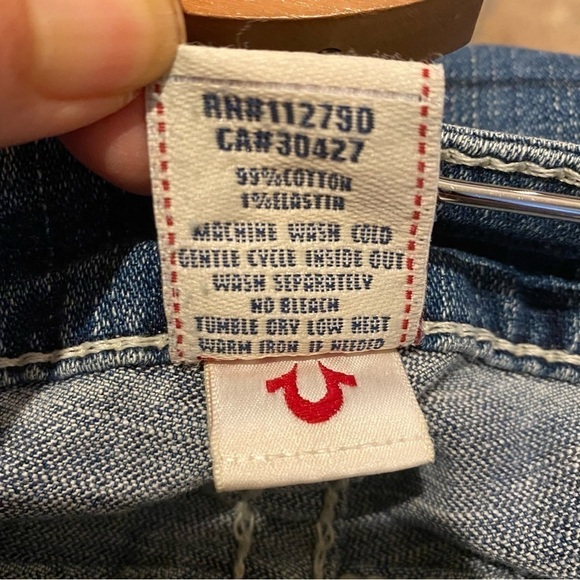 RN#112790
CA#30427
99%COTTON
1%ELASTIN
MACHINE WASH COLD
GENTLE CYCLE INSIDE OUT
WASH SEPARATELY
NO BLEACH
TUMBLE DRY LOW HEAT
WARM IRON IF NEEDED